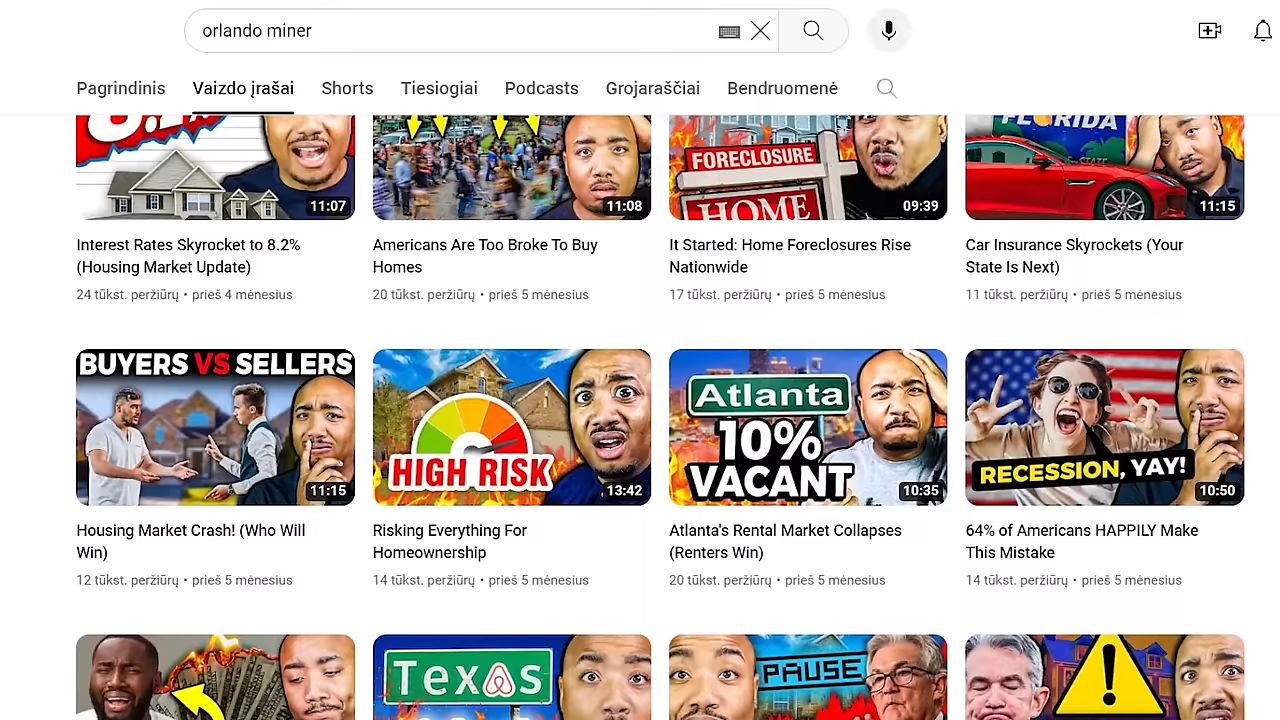 orlando miner
Pagrindinis Vaizdo įrašai Shorts Tiesiogiai Podcasts Grojaraščiai Bendruomenė
11:07
11:08
FORECLOSURE
HOME
09:39
FLORIDA
11:15
Interest Rates Skyrocket to 8.2%
(Housing Market Update)
24 tūkst. peržiūrų • prieš 4 mėnesius
Americans Are Too Broke To Buy
Homes
20 tūkst. peržiūrų • prieš 5 mėnesius
It Started: Home Foreclosures Rise
Nationwide
17 tūkst. peržiūrų • prieš 5 mėnesius
Car Insurance Skyrockets (Your
State Is Next)
11 tūkst. peržiūrų • prieš 5 mėnesius
BUYERS VS SELLERS
11:15
HIGH RISK
13:42
Atlanta
10%
VACANT
10:35
RECESSION, YAY!
10:50
Housing Market Crash! (Who Will
Win)
12 tūkst. peržiūrų • prieš 5 mėnesius
Risking Everything For
Homeownership
14 tūkst. peržiūrų • prieš 5 mėnesius
Atlanta's Rental Market Collapses
(Renters Win)
20 tūkst. peržiūrų • prieš 5 mėnesius
64% of Americans HAPPILY Make
This Mistake
14 tūkst. peržiūrų • prieš 5 mėnesius
Texas
PAUSE